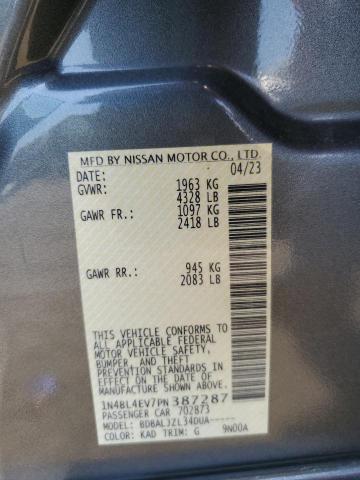 MFD BY NISSAN MOTOR CO., LTD.
DATE: 04/23
GVWR: 1963 KG
4328 LB
GAWR FR.: 1097 KG
2418 LB
GAWR RR.: 945 KG
2083 LB
THIS VEHICLE CONFORMS TO
ALL APPLICABLE FEDERAL
MOTOR VEHICLE SAFETY,
BUMPER, AND THEFT
PREVENTION STANDARDS IN
EFFECT ON THE DATE OF
MANUFACTURE SHOWN ABOVE.
1N4BL4EV7PN387287
PASSENGER CAR 702873
MODEL: BDBALJZL34DUA-----
COLOR: KAD TRIM: G 9N00A